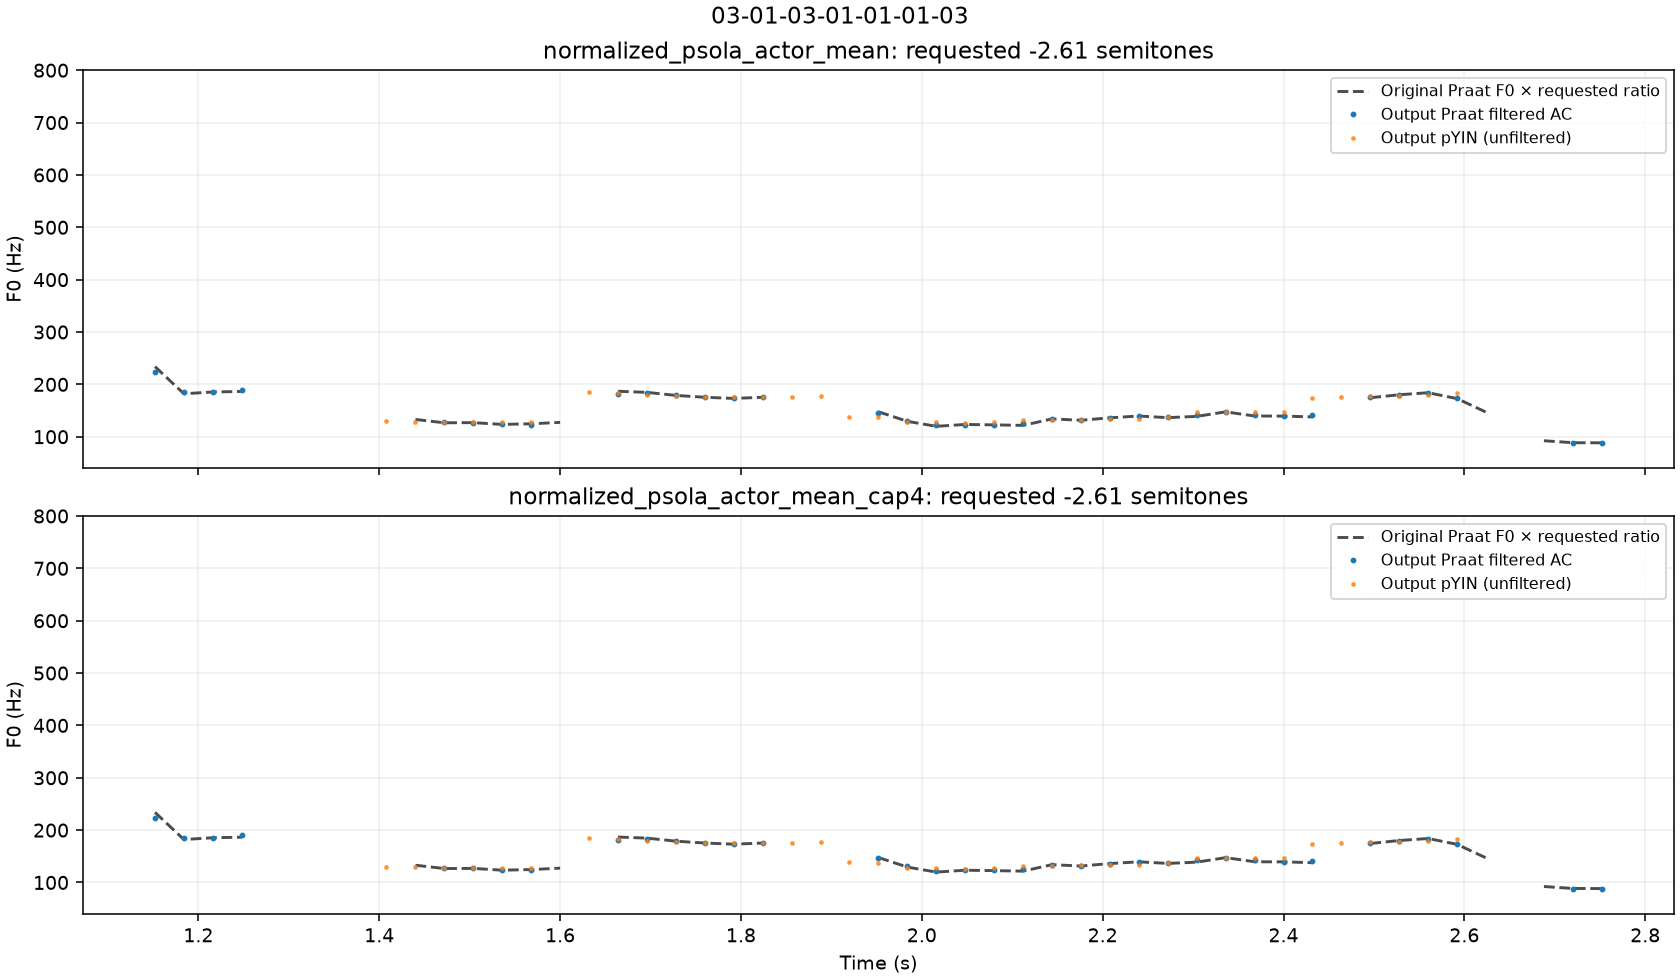 03-01-03-01-01-01-03
normalized_psola_actor_mean: requested -2.61 semitones
800
700
600
500
400
300
200
100
F0 (Hz)
Original Praat F0 × requested ratio
Output Praat filtered AC
Output pYIN (unfiltered)
normalized_psola_actor_mean_cap4: requested -2.61 semitones
800
700
600
500
400
300
200
100
F0 (Hz)
Original Praat F0 × requested ratio
Output Praat filtered AC
Output pYIN (unfiltered)
1.2 1.4 1.6 1.8 2.0 2.2 2.4 2.6 2.8
Time (s)